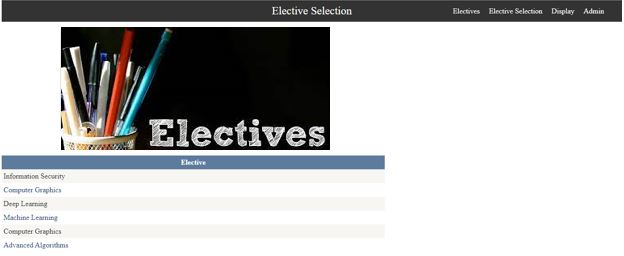 Elective Selection
Electives Elective Selection Display Admin
Electives
Elective
Information Security
Computer Graphics
Deep Learning
Machine Learning
Computer Graphics
Advanced Algorithms